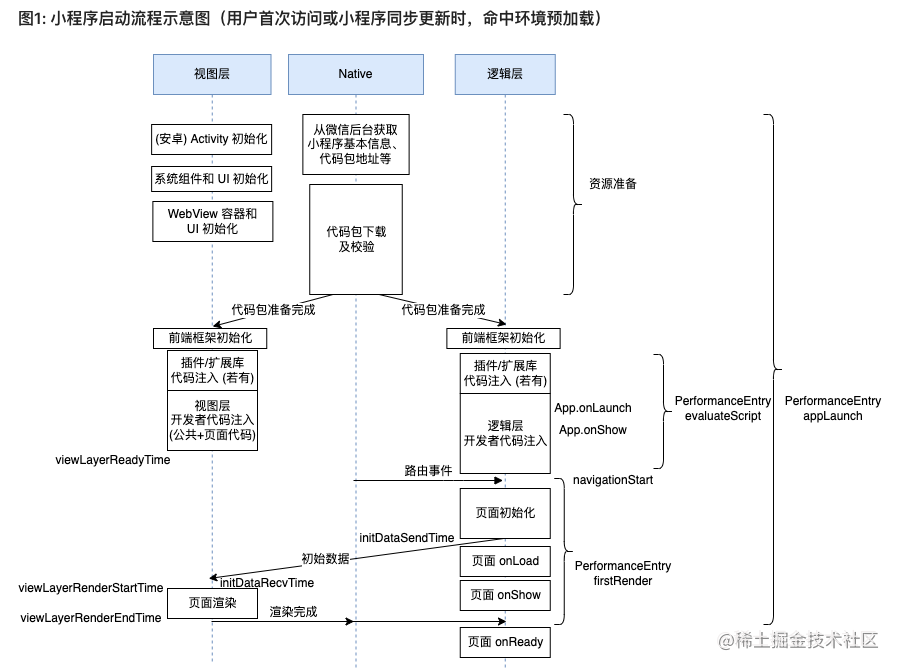 图1: 小程序启动流程示意图（用户首次访问或小程序同步更新时，命中环境预加载）
视图层
Native
逻辑层
(安卓) Activity 初始化
从微信后台获取
小程序基本信息、
代码包地址等
系统组件和 UI 初始化
资源准备
WebView 容器和
UI 初始化
代码包下载
及校验
代码包准备完成
代码包准备完成
前端框架初始化
前端框架初始化
插件/扩展库
代码注入 (若有)
插件/扩展库
代码注入 (若有)
视图层
开发者代码注入
(公共+页面代码)
逻辑层
开发者代码注入
App.onLaunch
App.onShow
PerformanceEntry
evaluateScript
PerformanceEntry
appLaunch
viewLayerReadyTime
路由事件
navigationStart
页面初始化
initDataSendTime
初始数据
页面 onLoad
PerformanceEntry
firstRender
initDataRecvTime
viewLayerRenderStartTime
页面渲染
页面 onShow
渲染完成
viewLayerRenderEndTime
页面 onReady
@稀土掘金技术社区